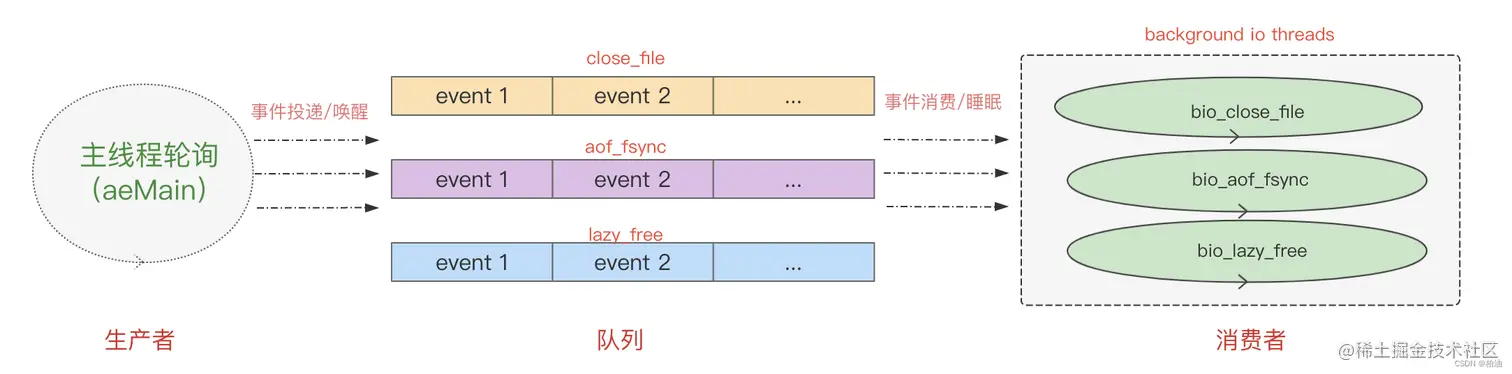 background io threads
close_file
event 1 event 2 ...
事件投递/唤醒
事件消费/睡眠
bio_close_file
主线程轮询
（aeMain）
aof_fsync
event 1 event 2 ...
bio_aof_fsync
lazy_free
event 1 event 2 ...
bio_lazy_free
生产者
队列
消费者
@稀土掘金技术社区
CSDN @柏油